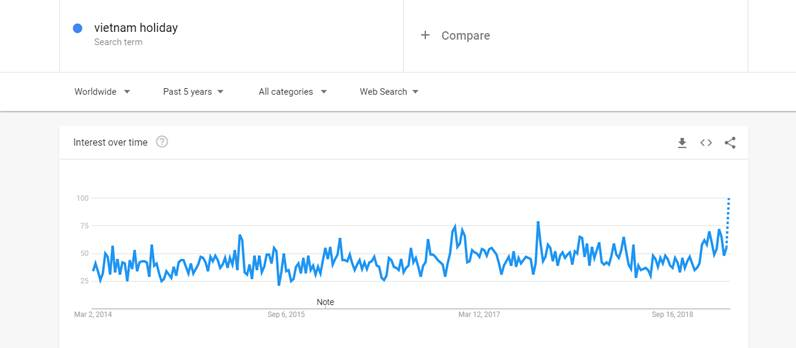 vietnam holiday
Search term
+ Compare
Worldwide
Past 5 years
All categories
Web Search
Interest over time ?
100
75
50
25
Note
Mar 2, 2014
Sep 6, 2015
Mar 12, 2017
Sep 16, 2018